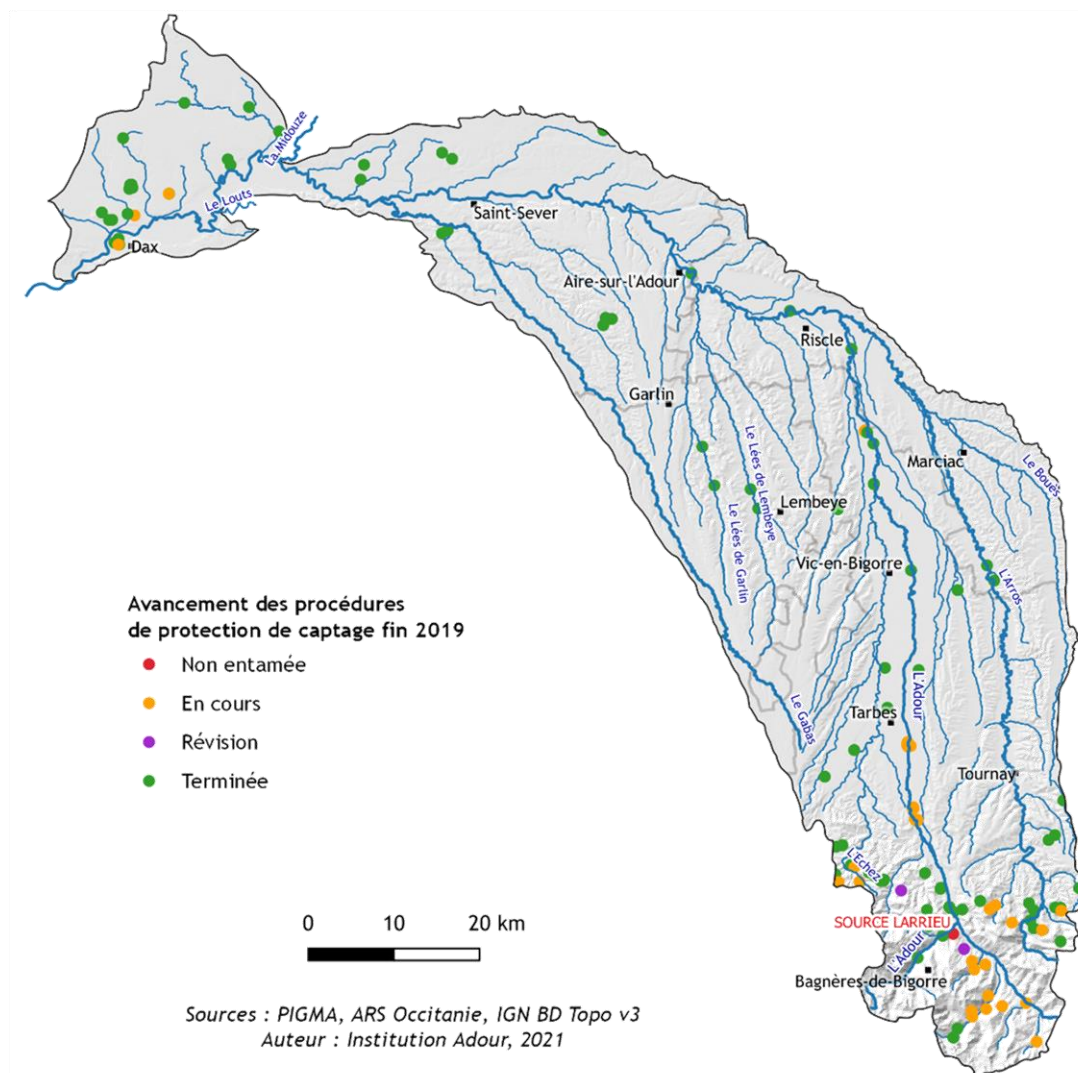 La Midouze
Le Louts
Saint-Sever
Dax
Aire-sur-l'Adour
Riscle
Garlin
Marciac
Le Bouès
Le Lées de Lembeye
Lembeye
Le Lées de Garlin
Vic-en-Bigorre
L'Arros
Avancement des procédures
de protection de captage fin 2019
Non entamée
En cours
Révision
Terminée
Le Gabas
Tarbes
L'Adour
Tournay
L'Échez
SOURCE LARRIEU
L'Adour
Bagnères-de-Bigorre
0 10 20 km
Sources : PIGMA, ARS Occitanie, IGN BD Topo v3
Auteur : Institution Adour, 2021